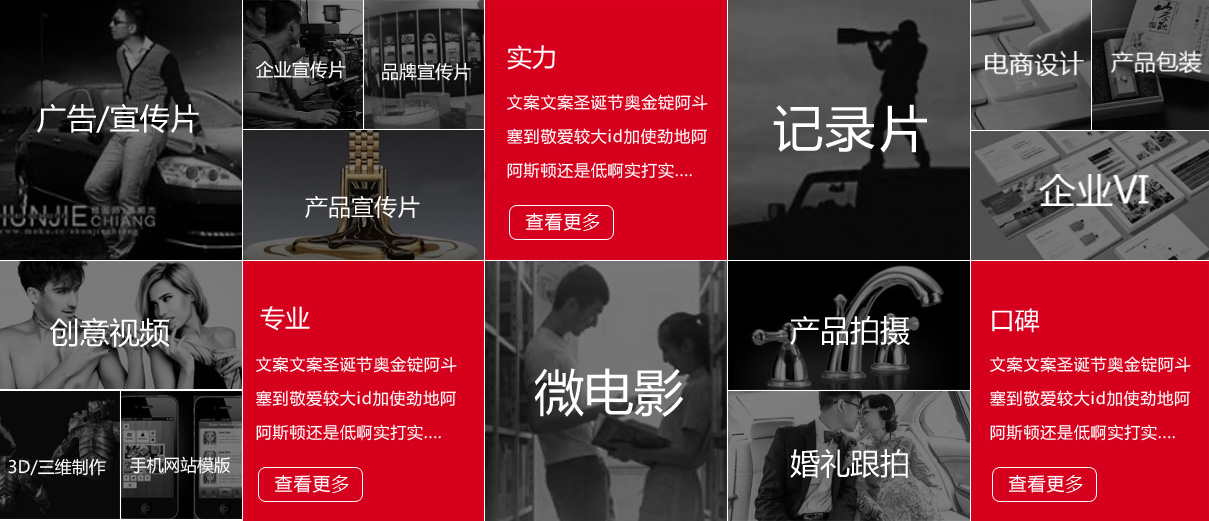 广告/宣传片
企业宣传片
品牌宣传片
产品宣传片
实力
文案文案圣诞节奥金锭阿斗
塞到敬爱较大id加使劲地阿
阿斯顿还是低啊实打实....
查看更多
记录片
电商设计
产品包装
企业VI
创意视频
3D/三维制作
手机网站模版
专业
文案文案圣诞节奥金锭阿斗
塞到敬爱较大id加使劲地阿
阿斯顿还是低啊实打实....
查看更多
微电影
产品拍摄
婚礼跟拍
口碑
文案文案圣诞节奥金锭阿斗
塞到敬爱较大id加使劲地阿
阿斯顿还是低啊实打实....
查看更多